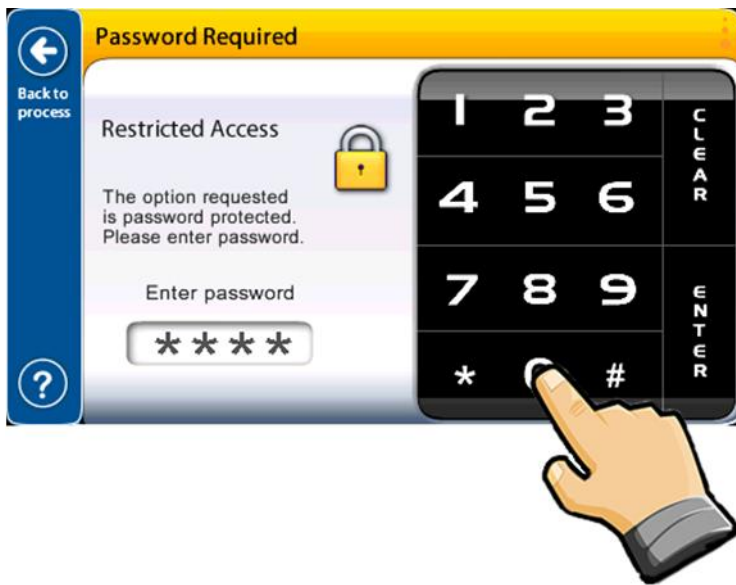 Password Required
Back to
process
Restricted Access
The option requested
is password protected.
Please enter password.
Enter password
****
?
1 2 3
4 5 6
7 8 9
* #
CLEAR
ENTER